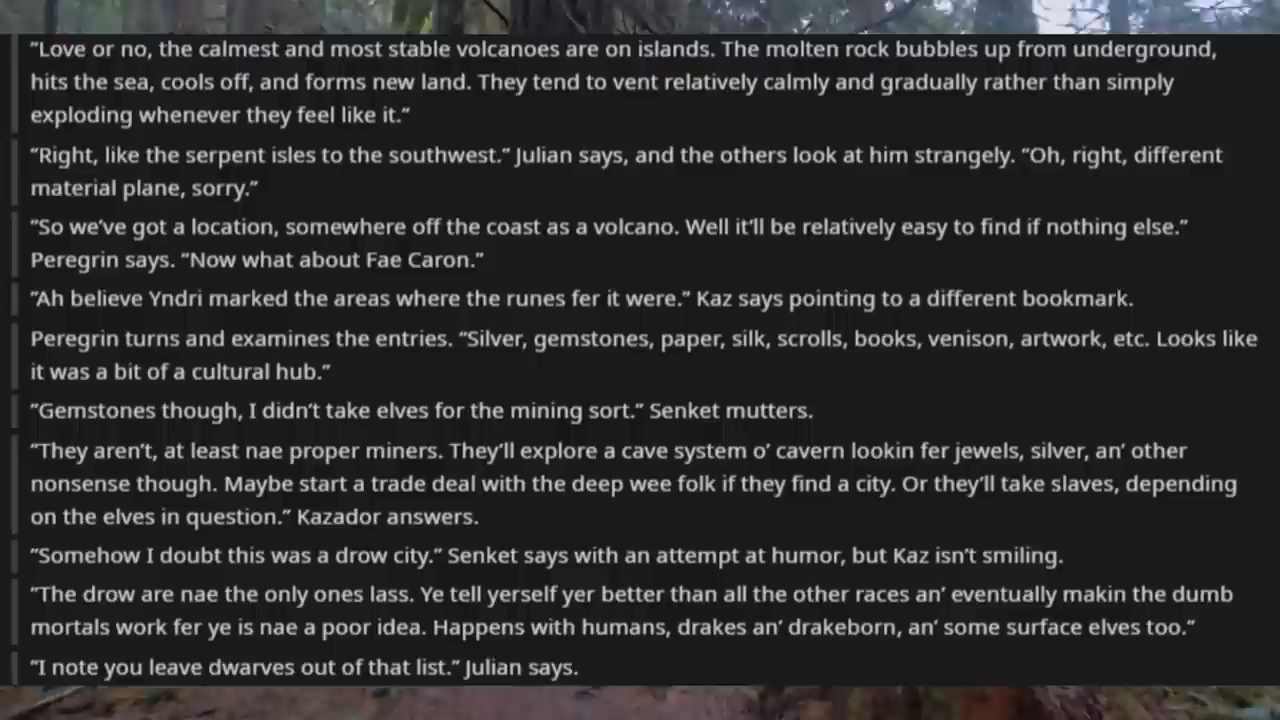 “Love or no, the calmest and most stable volcanoes are on islands. The molten rock bubbles up from underground,
hits the sea, cools off, and forms new land. They tend to vent relatively calmly and gradually rather than simply
exploding whenever they feel like it.”
“Right, like the serpent isles to the southwest.” Julian says, and the others look at him strangely. “Oh, right, different
material plane, sorry.”
“So we’ve got a location, somewhere off the coast as a volcano. Well it’ll be relatively easy to find if nothing else.”
Peregrin says. “Now what about Fae Caron.”
“Ah believe Yndri marked the areas where the runes fer it were.” Kaz says pointing to a different bookmark.
Peregrin turns and examines the entries. “Silver, gemstones, paper, silk, scrolls, books, venison, artwork, etc. Looks like
it was a bit of a cultural hub.”
“Gemstones though, I didn’t take elves for the mining sort.” Senket mutters.
“They aren’t, at least nae proper miners. They’ll explore a cave system o’ cavern lookin fer jewels, silver, an’ other
nonsense though. Maybe start a trade deal with the deep wee folk if they find a city. Or they’ll take slaves, depending
on the elves in question.” Kazador answers.
“Somehow I doubt this was a drow city.” Senket says with an attempt at humor, but Kaz isn’t smiling.
“The drow are nae the only ones lass. Ye tell yerself yer better than all the other races an’ eventually makin the dumb
mortals work fer ye is nae a poor idea. Happens with humans, drakes an’ drakeborn, an’ some surface elves too.”
“I note you leave dwarves out of that list.” Julian says.